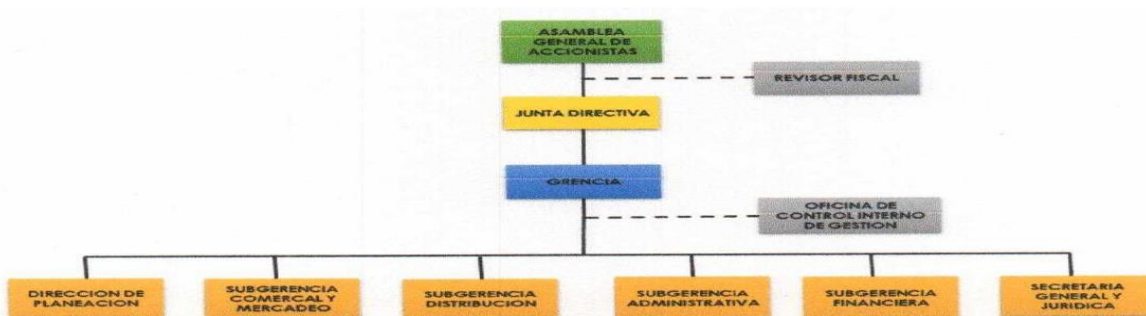 ASAMBLEA
GENERAL DE
ACCIONISTAS
REVISOR FISCAL
JUNTA DIRECTIVA
GRENCIA
OFICINA DE
CONTROL INTERNO
DE GESTION
DIRECCION DE
PLANEACION
SUBGERENCIA
COMERCAL Y
MERCADEO
SUBGERENCIA
DISTRIBUCION
SUBGERENCIA
ADMINISTRATIVA
SUBGERENCIA
FINANCIERA
SECRETARIA
GENERAL Y
JURIDICA